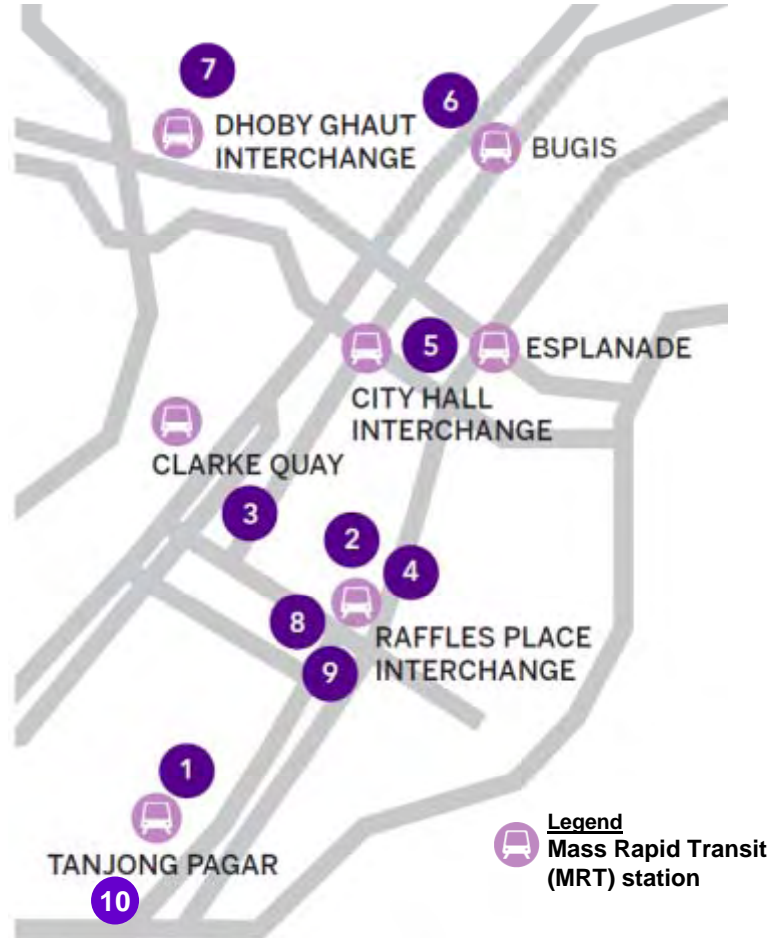 7
6
DHOBY GHAUT
INTERCHANGE
BUGIS
5
ESPLANADE
CITY HALL
INTERCHANGE
CLARKE QUAY
3
2
4
8
RAFFLES PLACE
INTERCHANGE
9
1
TANJONG PAGAR
10
Legend
Mass Rapid Transit
(MRT) station